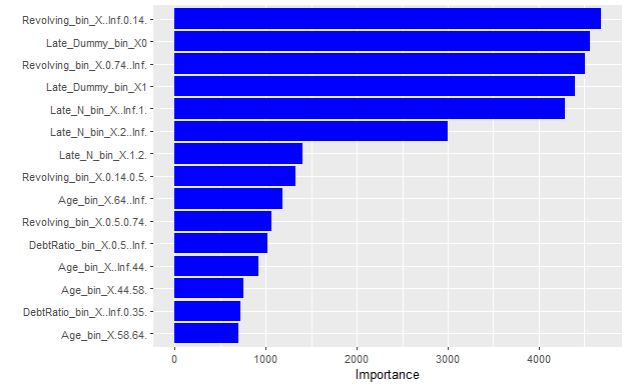 Revolving_bin_X..Inf.0.14.
Late_Dummy_bin_X0
Revolving_bin_X.0.74..Inf.
Late_Dummy_bin_X1
Late_N_bin_X..Inf.1.
Late_N_bin_X.2..Inf.
Late_N_bin_X.1.2.
Revolving_bin_X.0.14.0.5.
Age_bin_X.64..Inf.
Revolving_bin_X.0.5.0.74.
DebtRatio_bin_X.0.5..Inf.
Age_bin_X..Inf.44.
Age_bin_X.44.58.
DebtRatio_bin_X..Inf.0.35.
Age_bin_X.58.64.
0 1000 2000 3000 4000
Importance